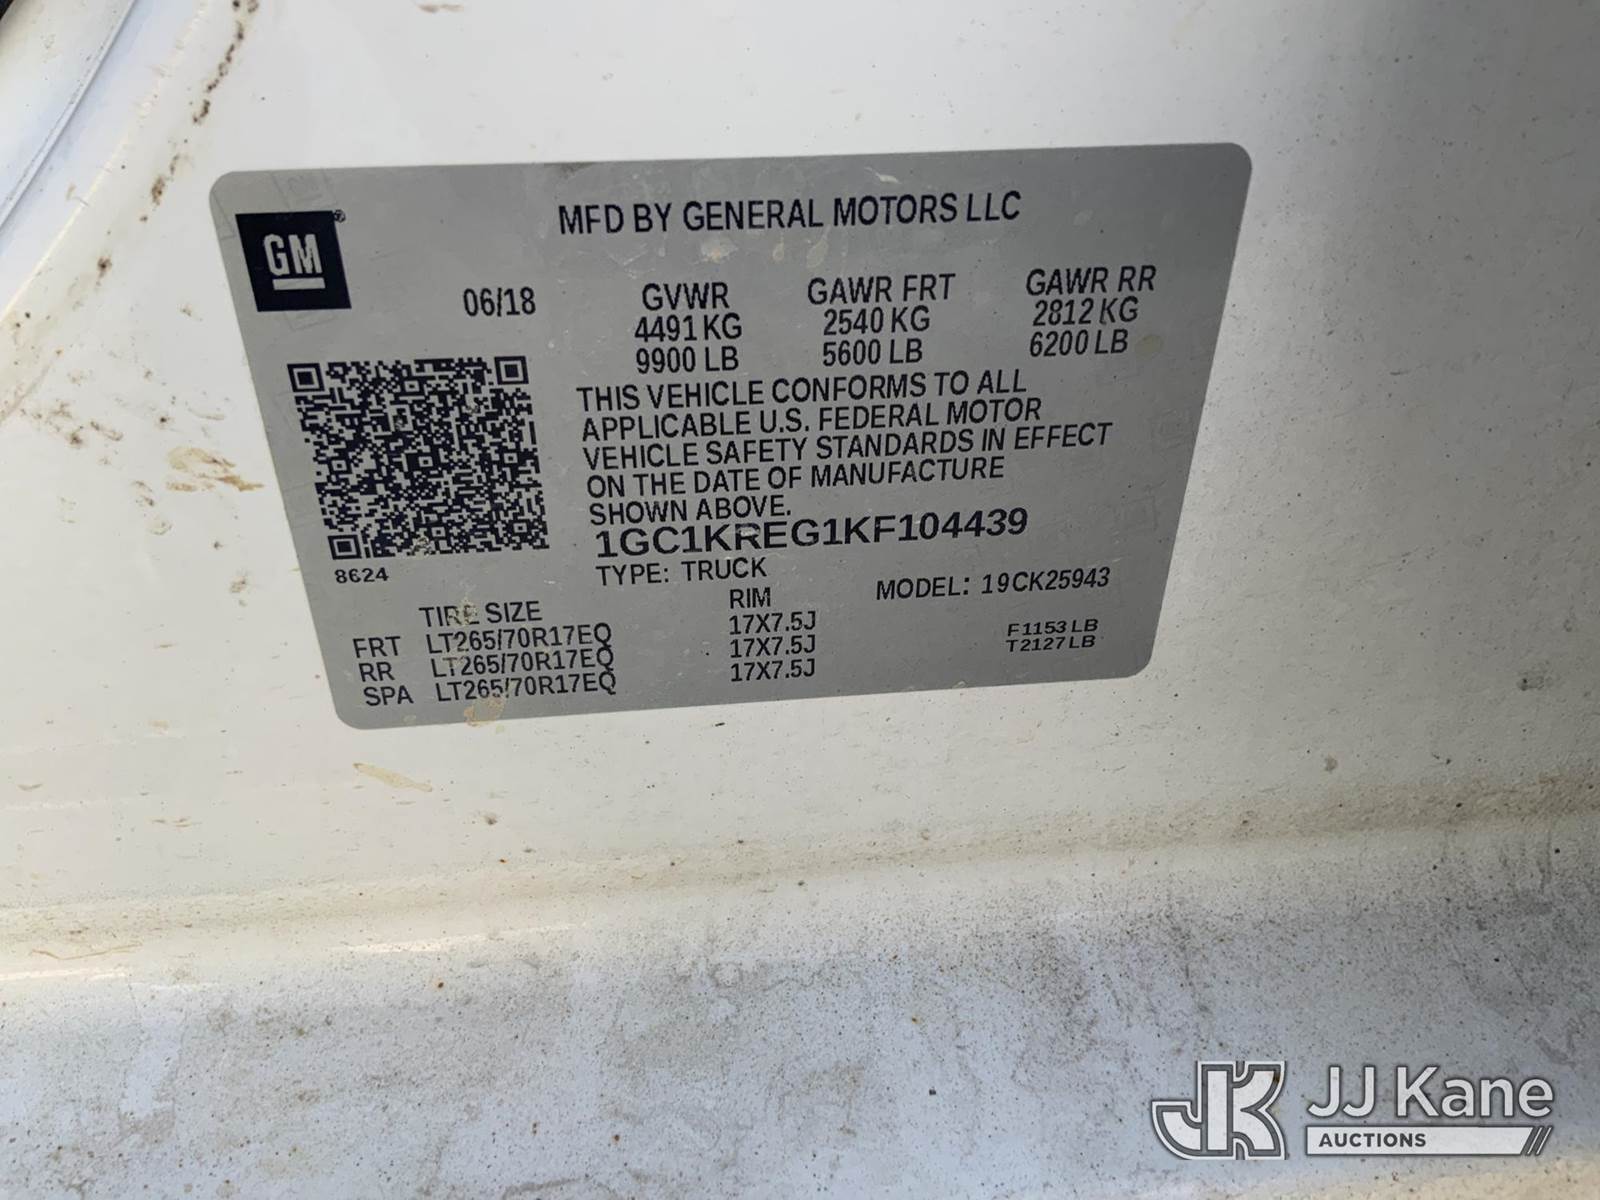 GM®
MFD BY GENERAL MOTORS LLC
06/18
GVWR
4491 KG
9900 LB
GAWR FRT
2540 KG
5600 LB
GAWR RR
2812 KG
6200 LB
THIS VEHICLE CONFORMS TO ALL
APPLICABLE U.S. FEDERAL MOTOR
VEHICLE SAFETY STANDARDS IN EFFECT
ON THE DATE OF MANUFACTURE
SHOWN ABOVE.
1GC1KREG1KF104439
8624
TYPE: TRUCK
MODEL: 19CK25943
TIRE SIZE RIM
FRT LT265/70R17EQ 17X7.5J
RR LT265/70R17EQ 17X7.5J
SPA LT265/70R17EQ 17X7.5J
F1153 LB
T2127 LB
JK JJ Kane
AUCTIONS